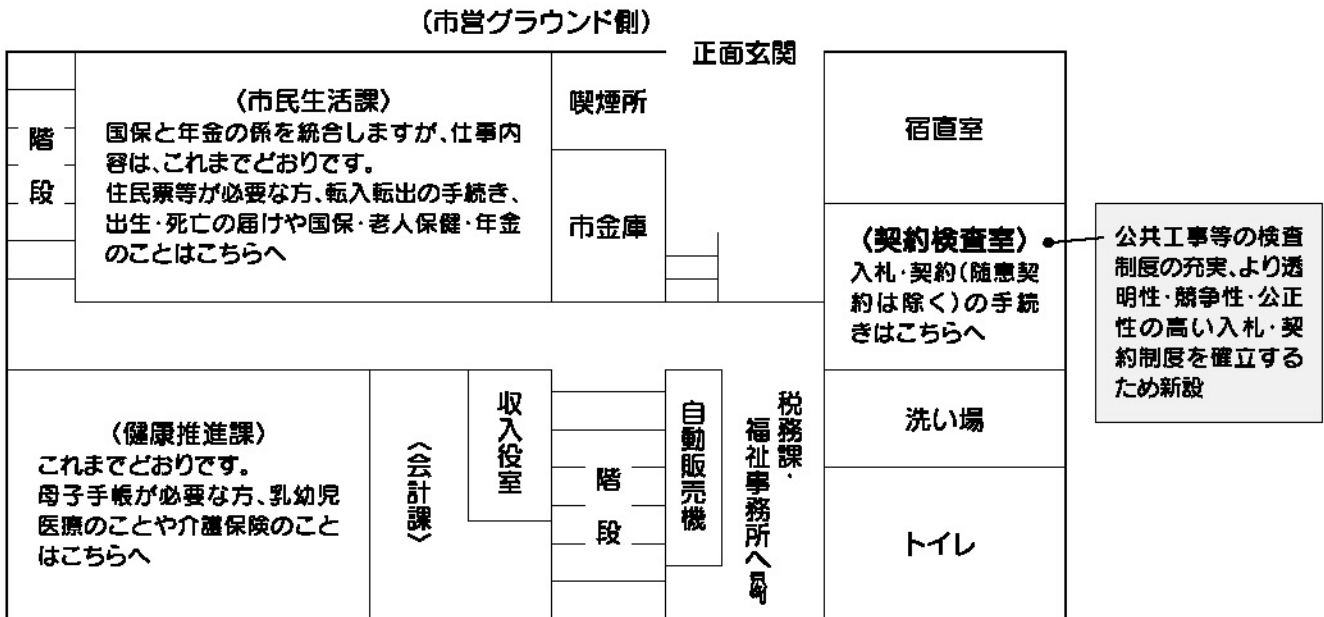 （市営グラウンド側）
正面玄関
階段
〈市民生活課〉
国保と年金の係を統合しますが、仕事内
容は、これまでどおりです。
住民票等が必要な方、転入転出の手続き、
出生・死亡の届けや国保・老人保健・年金
のことはこちらへ
喫煙所
市金庫
宿直室
〈契約検査室〉
入札・契約（随意契
約は除く）の手続
きはこちらへ
公共工事等の検査
制度の充実、より透
明性・競争性・公正
性の高い入札・契
約制度を確立する
ため新設
〈健康推進課〉
これまでどおりです。
母子手帳が必要な方、乳幼児
医療のことや介護保険のこと
はこちらへ
〈会計課〉
収入役室
階段
自動販売機
税務課・
福祉事務所へ
洗い場
トイレ